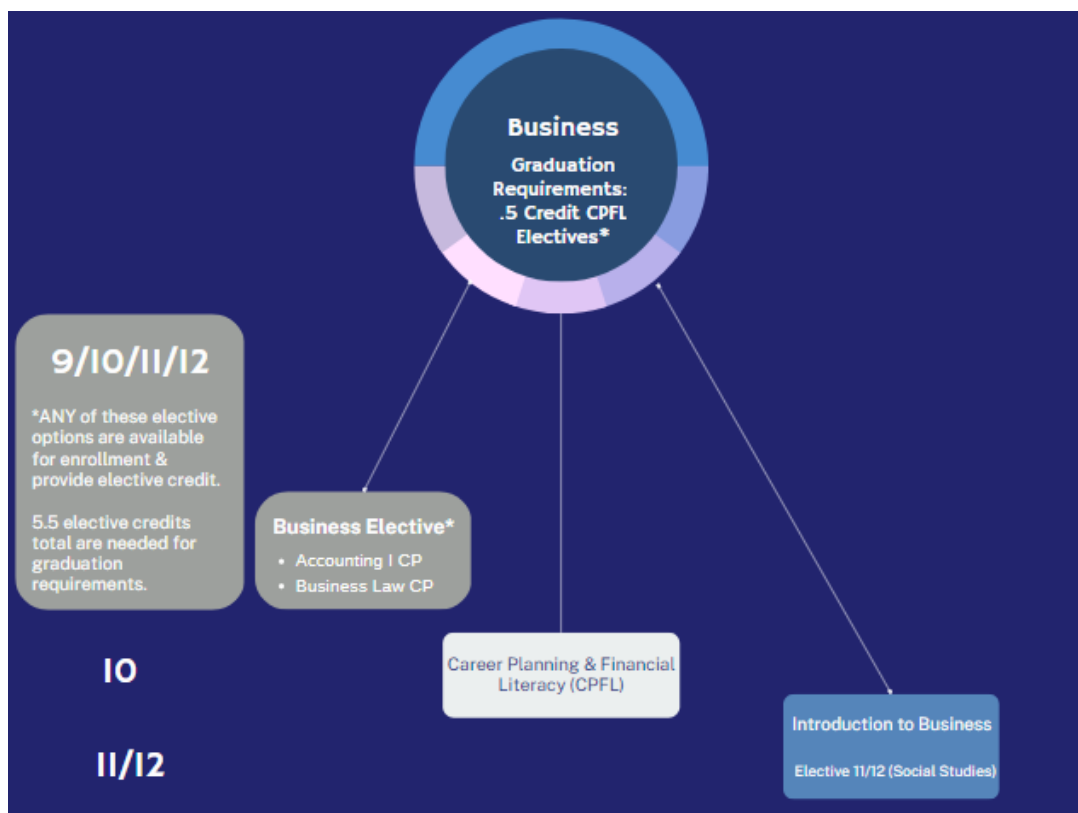 Business
Graduation
Requirements:
.5 Credit CPFL
Electives*
9/10/11/12
*ANY of these elective
options are available
for enrollment &
provide elective credit.
5.5 elective credits
total are needed for
graduation
requirements.
Business Elective*
• Accounting I CP
• Business Law CP
10
Career Planning & Financial
Literacy (CPFL)
11/12
Introduction to Business
Elective 11/12 (Social Studies)